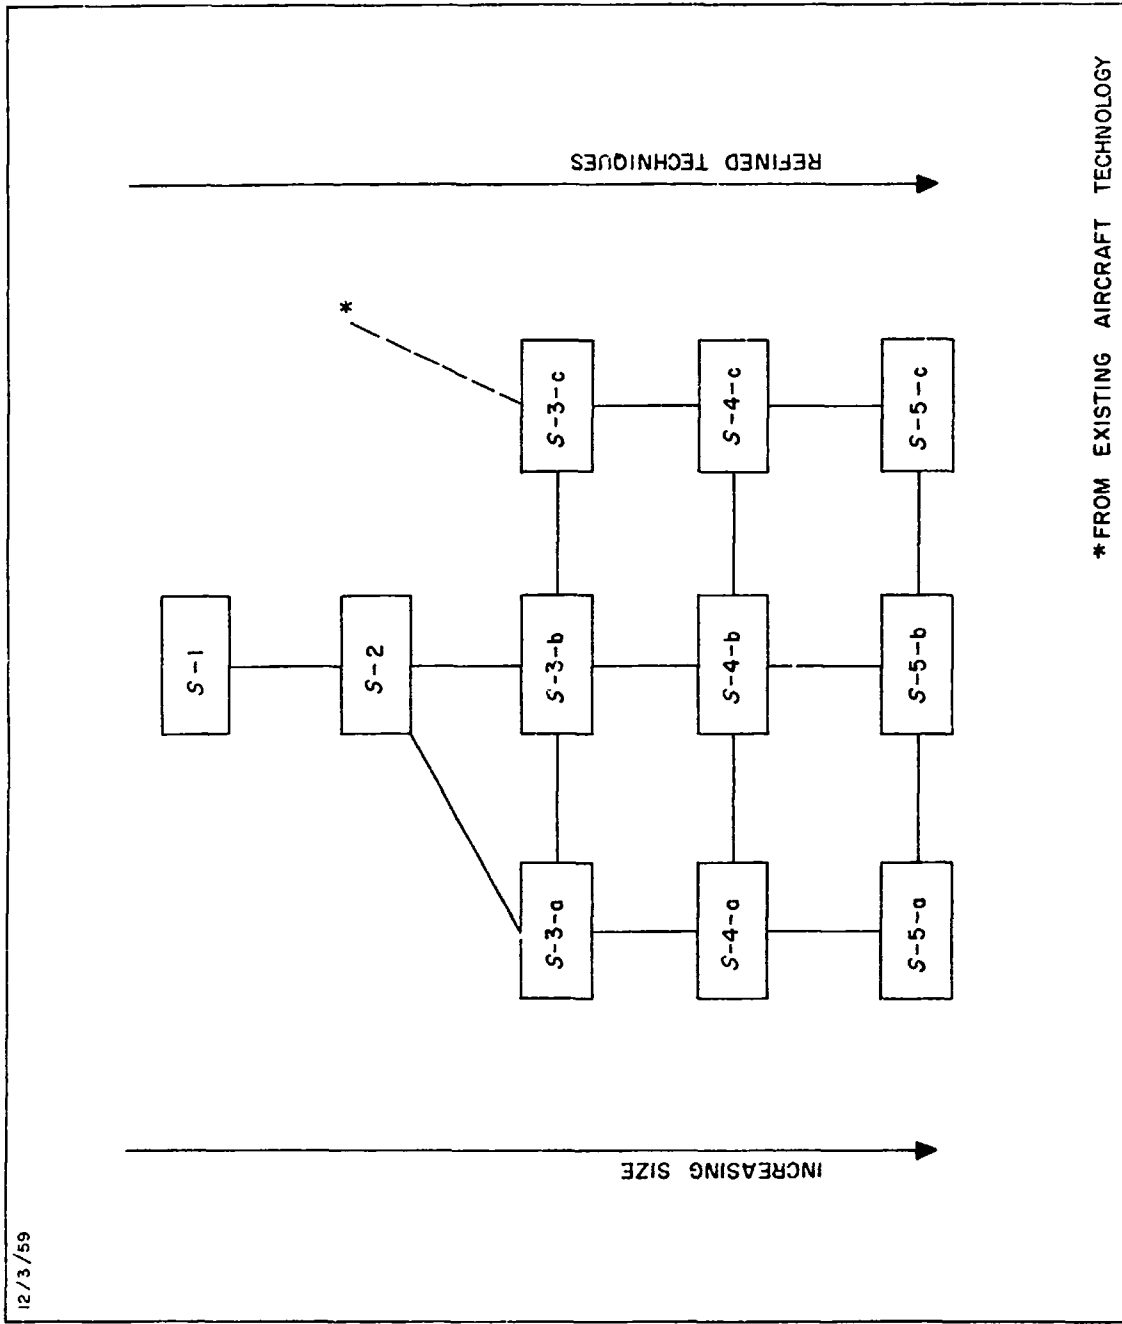 12/3/59
S-1
S-2
S-3-a
S-3-b
S-3-c
S-4-a
S-4-b
S-4-c
S-5-a
S-5-b
S-5-c
*
INCREASING SIZE
REFINED TECHNIQUES
*FROM EXISTING AIRCRAFT TECHNOLOGY